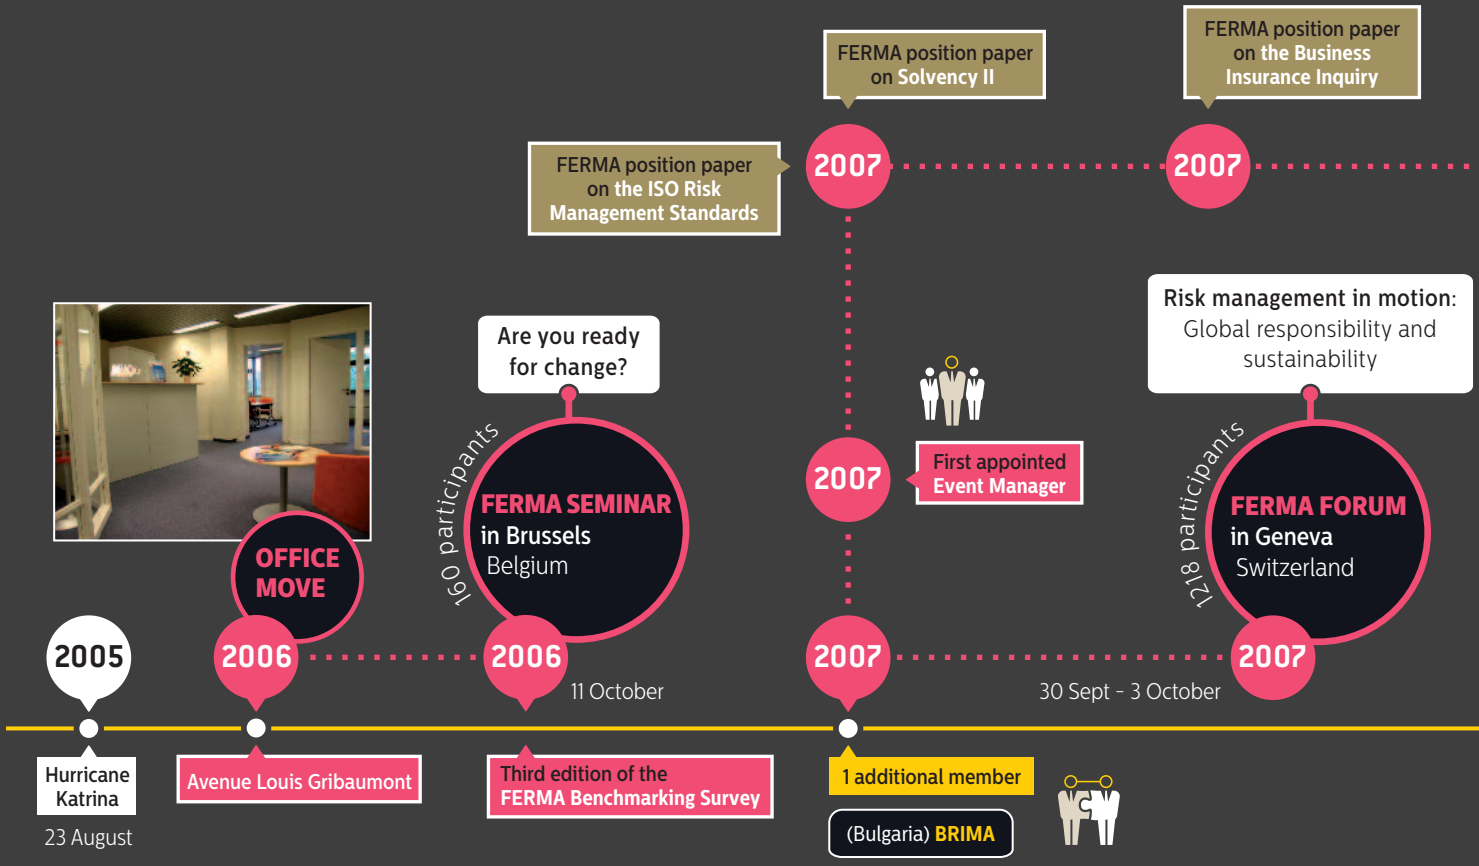 FERMA position paper
on Solvency II
FERMA position paper
on the Business
Insurance Inquiry
FERMA position paper
on the ISO Risk
Management Standards
2007
2007
Are you ready
for change?
Risk management in motion:
Global responsibility and
sustainability
160 participants
FERMA SEMINAR
in Brussels
Belgium
2007
First appointed
Event Manager
1218 participants
FERMA FORUM
in Geneva
Switzerland
OFFICE
MOVE
2005
2006
2006
11 October
2007
30 Sept - 3 October
2007
Hurricane
Katrina
23 August
Avenue Louis Gribaumont
Third edition of the
FERMA Benchmarking Survey
1 additional member
(Bulgaria) BRIMA